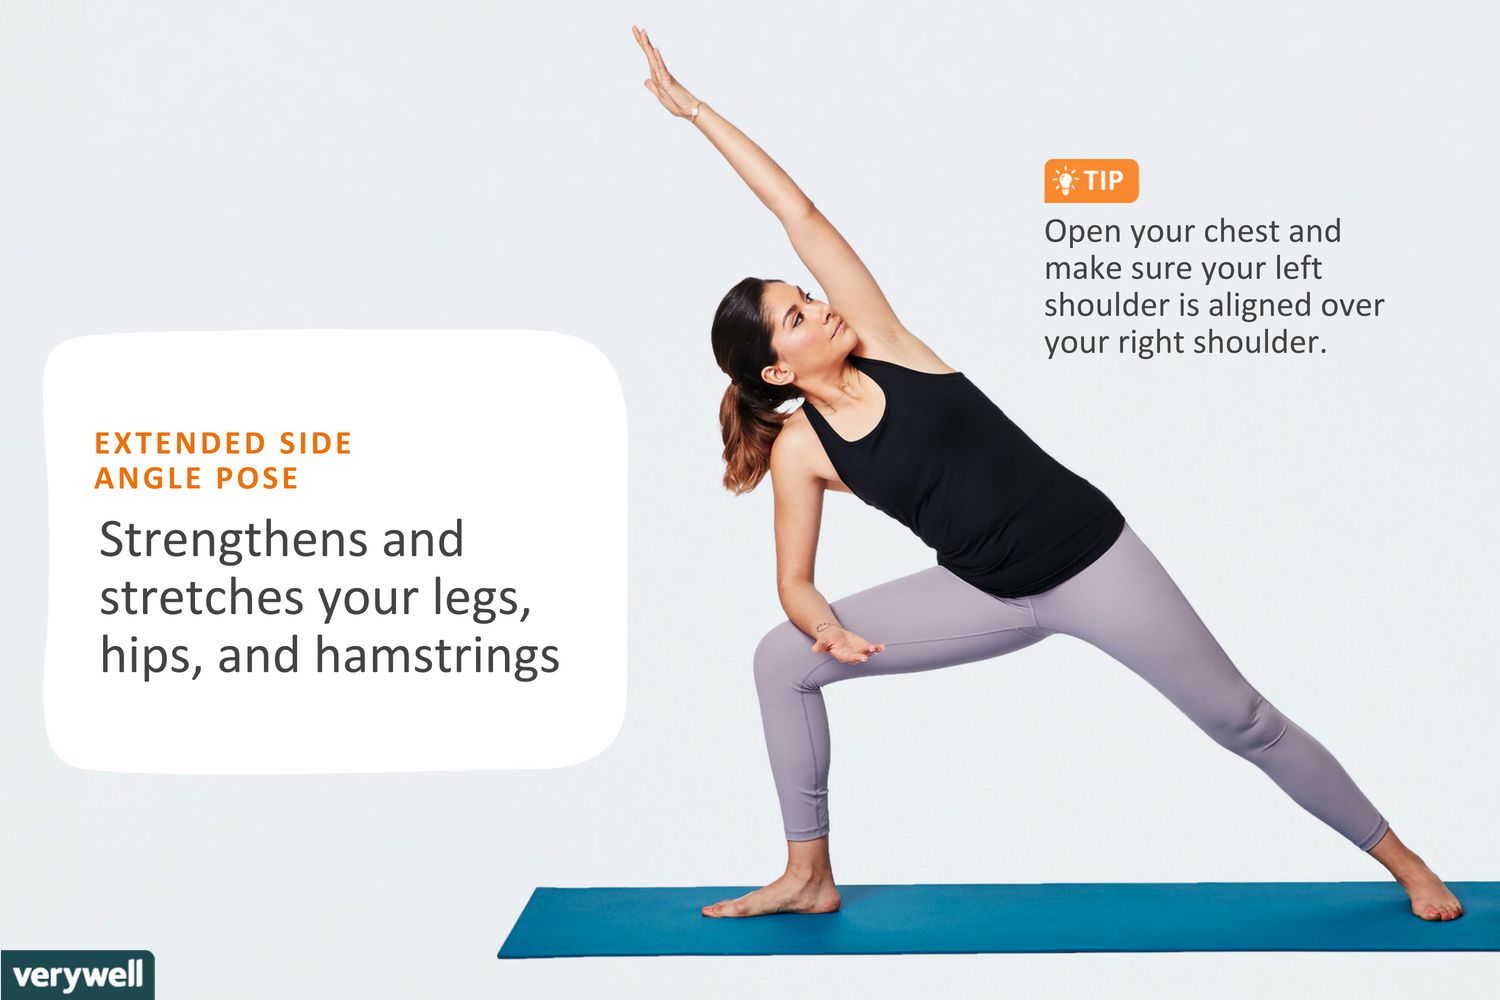 TIP
Open your chest and
make sure your left
shoulder is aligned over
your right shoulder.
EXTENDED SIDE
ANGLE POSE
Strengthens and
stretches your legs,
hips, and hamstrings
verywell